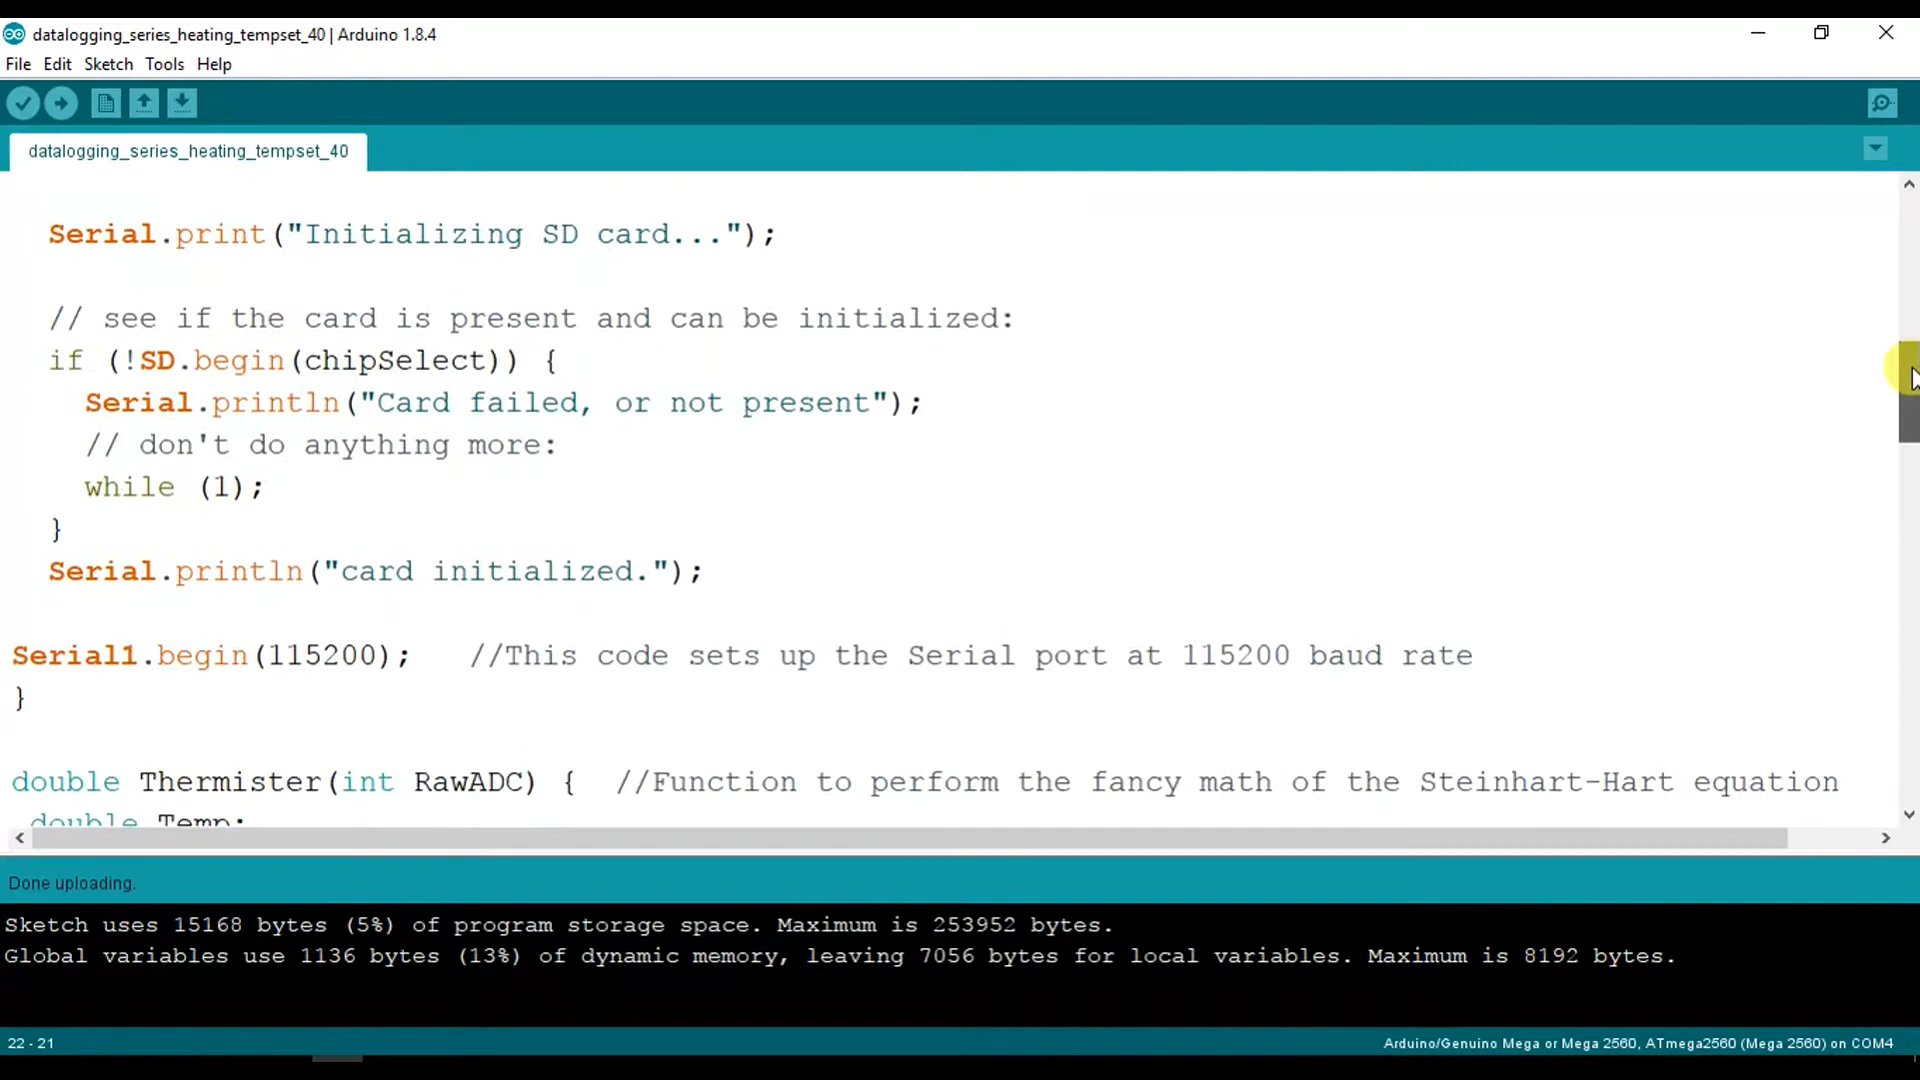 datalogging_series_heating_tempset_40 | Arduino 1.8.4
File Edit Sketch Tools Help
datalogging_series_heating_tempset_40
Serial.print("Initializing SD card...");
// see if the card is present and can be initialized:
if (!SD.begin(chipSelect)) {
Serial.println("Card failed, or not present");
// don't do anything more:
while (1);
}
Serial.println("card initialized.");
Serial1.begin(115200); //This code sets up the Serial port at 115200 baud rate
}
double Thermister(int RawADC) { //Function to perform the fancy math of the Steinhart-Hart equation
double Temp;
Done uploading.
Sketch uses 15168 bytes (5%) of program storage space. Maximum is 253952 bytes.
Global variables use 1136 bytes (13%) of dynamic memory, leaving 7056 bytes for local variables. Maximum is 8192 bytes.
22 - 21 Arduino/Genuino Mega or Mega 2560, ATmega2560 (Mega 2560) on COM4